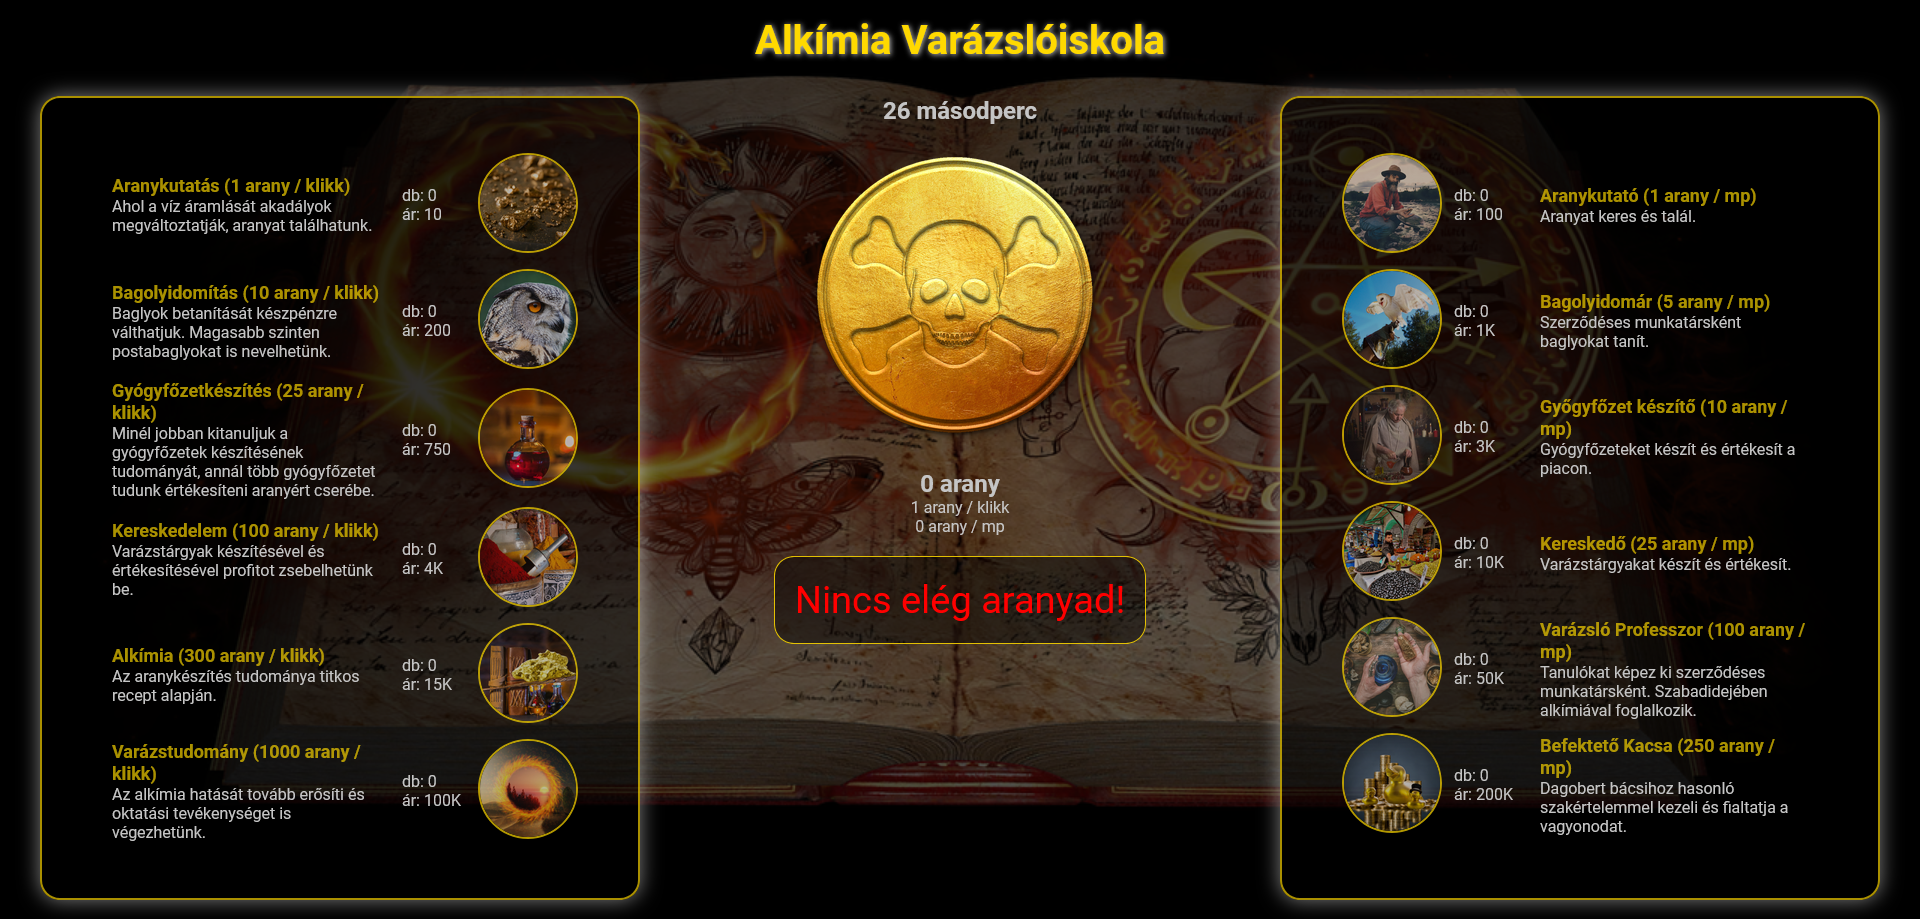 Alkímia Varázslóiskola
Aranykutatás (1 arany / klikk)
Ahol a víz áramlását akadályok
megváltoztatják, aranyat találhatunk.
db: 0
ár: 10
Bagolyidomítás (10 arany / klikk)
Baglyok betanítását készpénzre
válthatjuk. Magasabb szinten
postabaglyokat is nevelhetünk.
db: 0
ár: 200
Gyógyfőzetkészítés (25 arany /
klikk)
Minél jobban kitanuljuk a
gyógyfőzetek készítésének
tudományát, annál több gyógyfőzetet
tudunk értékesíteni aranyért cserébe.
db: 0
ár: 750
Kereskedelem (100 arany / klikk)
Varázstárgyak készítésével és
értékesítésével profitot zsebelhetünk
be.
db: 0
ár: 4K
Alkímia (300 arany / klikk)
Az aranykészítés tudománya titkos
recept alapján.
db: 0
ár: 15K
Varázstudomány (1000 arany /
klikk)
Az alkímia hatását tovább erősíti és
oktatási tevékenységet is
végezhetünk.
db: 0
ár: 100K
26 másodperc
0 arany
1 arany / klikk
0 arany / mp
Nincs elég aranyad!
db: 0
ár: 100
Aranykutató (1 arany / mp)
Aranyat keres és talál.
db: 0
ár: 1K
Bagolyidomár (5 arany / mp)
Szerződéses munkatársként
baglyokat tanít.
db: 0
ár: 3K
Gyógyfőzet készítő (10 arany /
mp)
Gyógyfőzeteket készít és értékesít a
piacon.
db: 0
ár: 10K
Kereskedő (25 arany / mp)
Varázstárgyakat készít és értékesít.
db: 0
ár: 50K
Varázsló Professzor (100 arany /
mp)
Tanulókat képez ki szerződéses
munkatársként. Szabadidejében
alkímiával foglalkozik.
db: 0
ár: 200K
Befektető Kacsa (250 arany /
mp)
Dagobert bácsihoz hasonló
szakértelemmel kezeli és fialtatja a
vagyonodat.